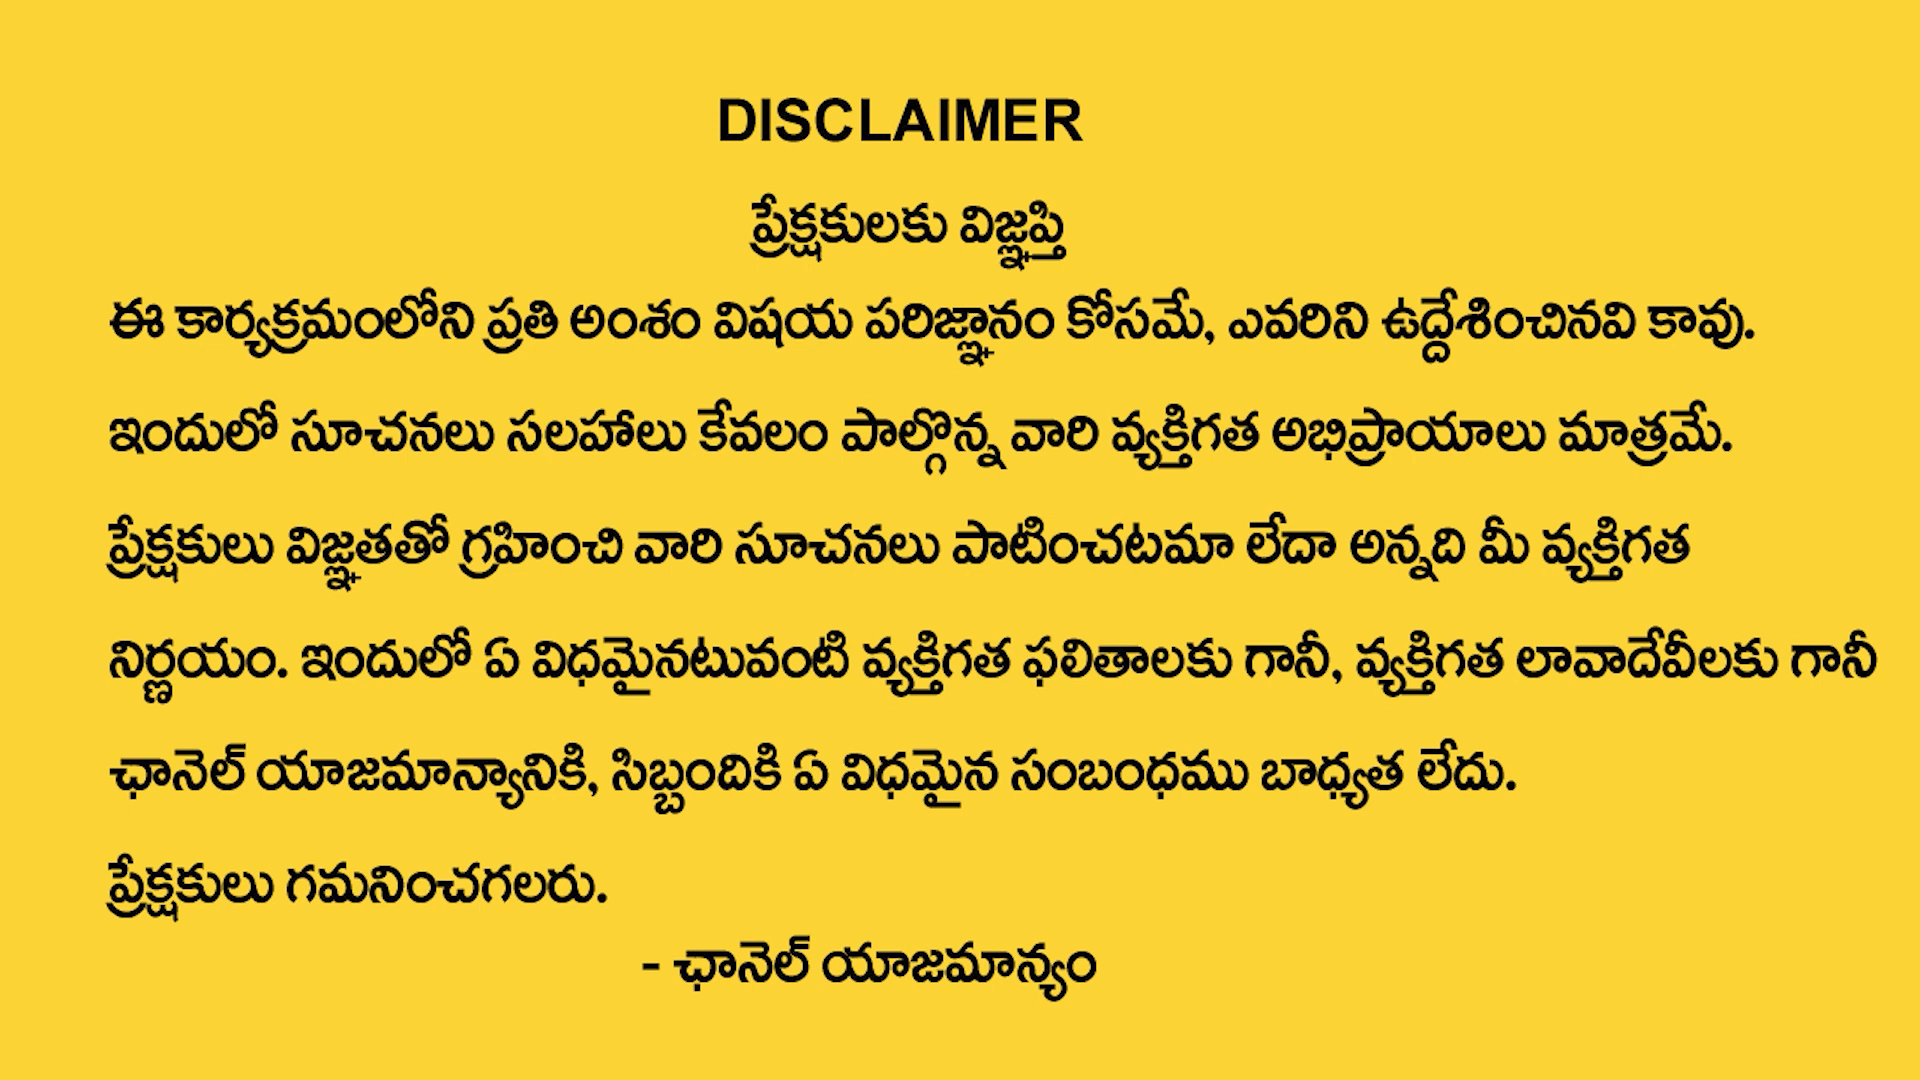 DISCLAIMER
ప్రేక్షకులకు విజ్ఞప్తి
ఈ కార్యక్రమంలోని ప్రతి అంశం విషయ పరిజ్ఞానం కోసమే, ఎవరిని ఉద్దేశించినవి కావు.
ఇందులో సూచనలు సలహాలు కేవలం పాల్గొన్న వారి వ్యక్తిగత అభిప్రాయాలు మాత్రమే.
ప్రేక్షకులు విజ్ఞతతో గ్రహించి వారి సూచనలు పాటించటమా లేదా అన్నది మీ వ్యక్తిగత
నిర్ణయం. ఇందులో ఏ విధమైనటువంటి వ్యక్తిగత ఫలితాలకు గానీ, వ్యక్తిగత లావాదేవీలకు గానీ
ఛానెల్ యాజమాన్యానికి, సిబ్బందికి ఏ విధమైన సంబంధము బాధ్యత లేదు.
ప్రేక్షకులు గమనించగలరు.
- ఛానెల్ యాజమాన్యం